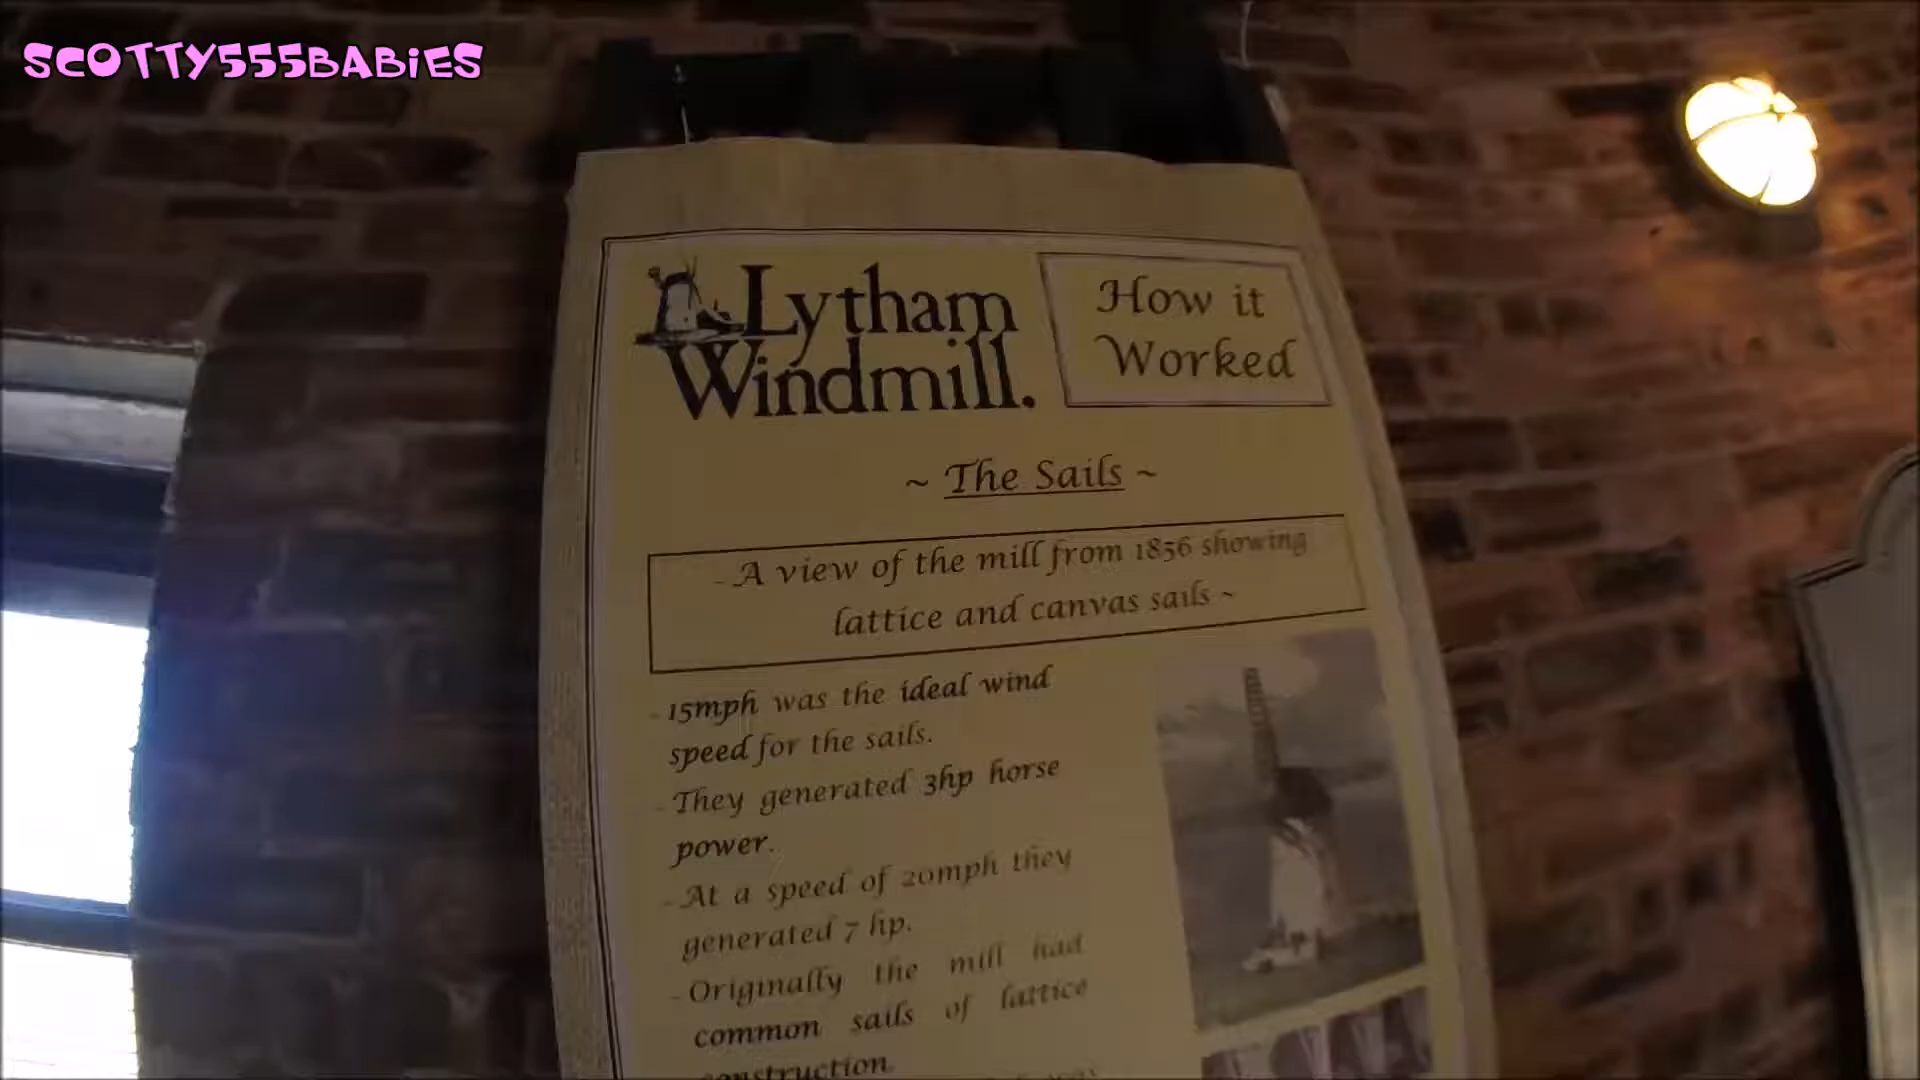 SCOTTY555BABIES
Lytham
Windmill.
How it
Worked
~ The Sails ~
~ A view of the mill from 1856 showing
lattice and canvas sails ~
- 15mph was the ideal wind
speed for the sails.
- They generated 3hp horse
power.
- At a speed of 20mph they
generated 7 hp.
- Originally the mill had
common sails of lattice
construction